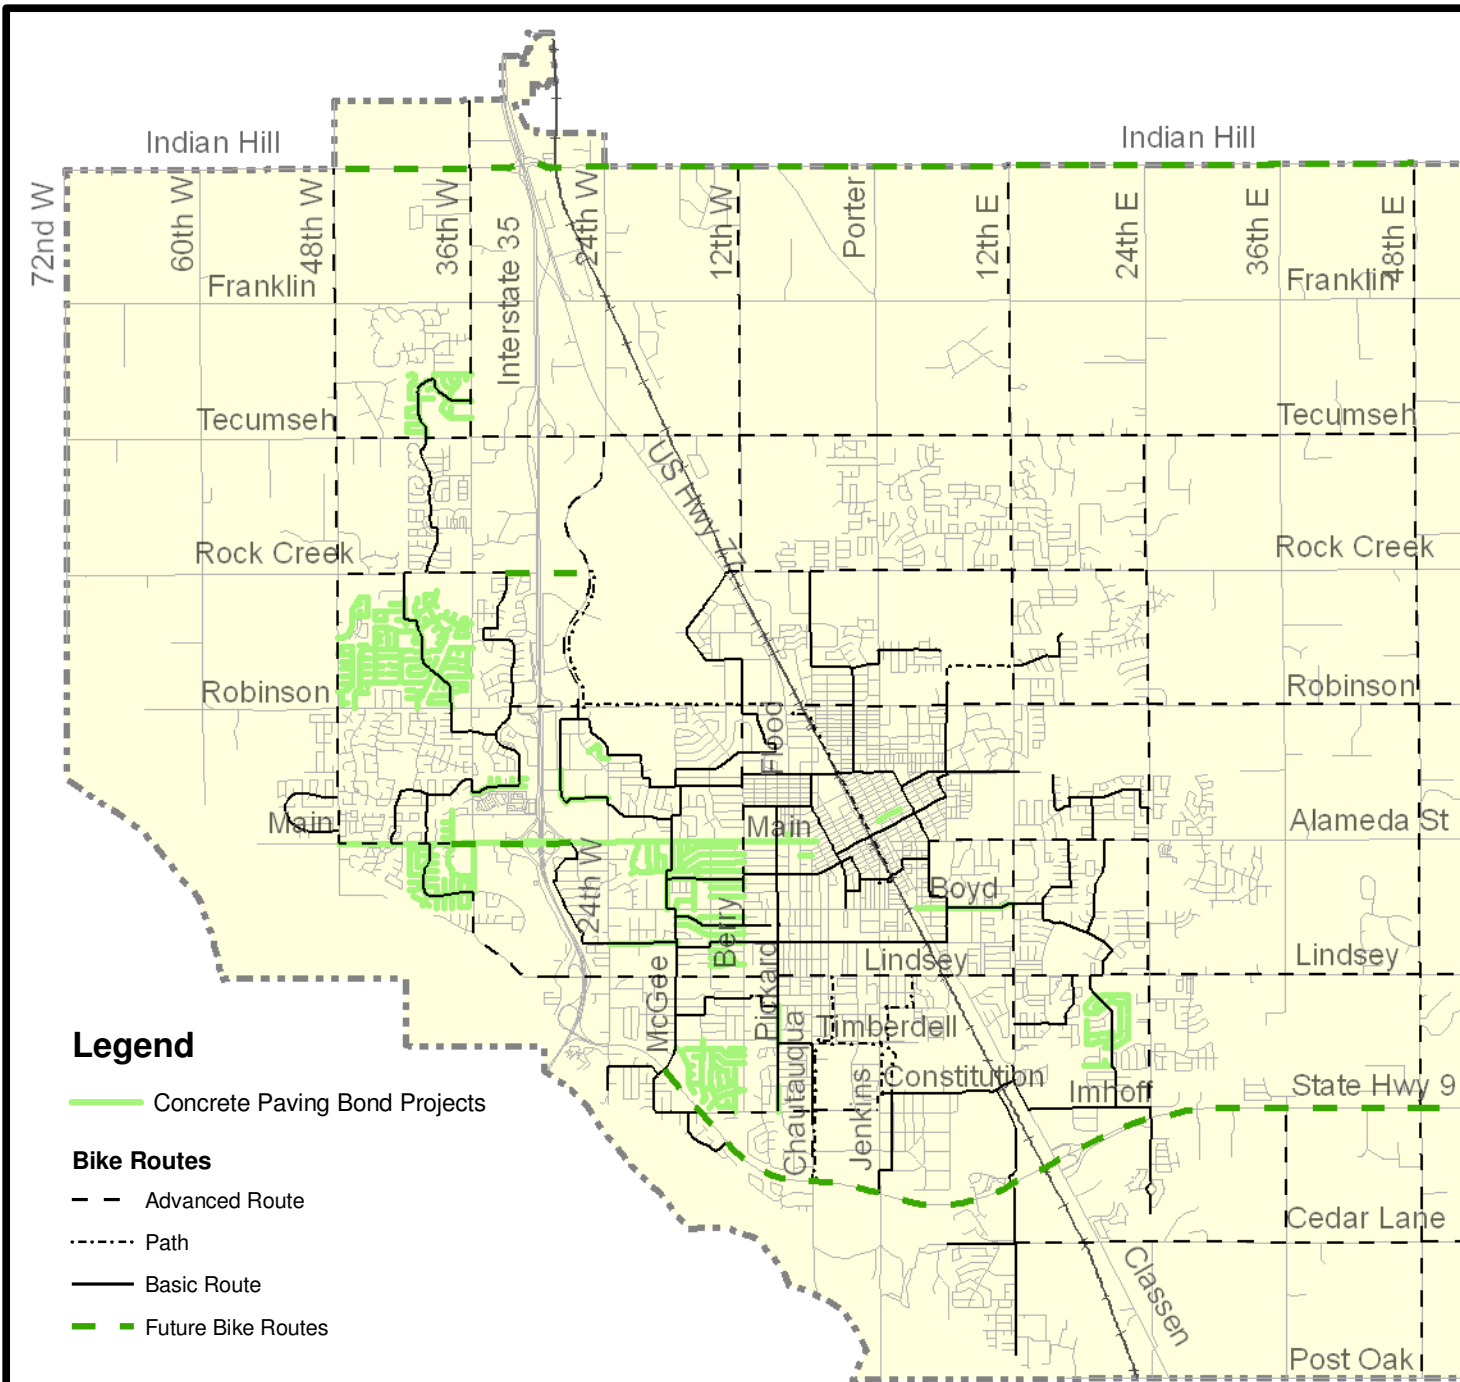 Indian Hill
Indian Hill
72nd W
60th W
48th W
36th W
Interstate 35
24th W
12th W
Porter
12th E
24th E
36th E
48th E
Franklin
Franklin
Tecumseh
Tecumseh
US Hwy 77
Rock Creek
Rock Creek
Robinson
Robinson
Flood
Main
Main
Alameda St
24th W
Berry
Boyd
McGee
Pickard
Lindsey
Lindsey
Chautauqua
Timberdell
Jenkins
Constitution
Imhoff
State Hwy 9
Cedar Lane
Classen
Post Oak
Legend
Concrete Paving Bond Projects
Bike Routes
Advanced Route
Path
Basic Route
Future Bike Routes